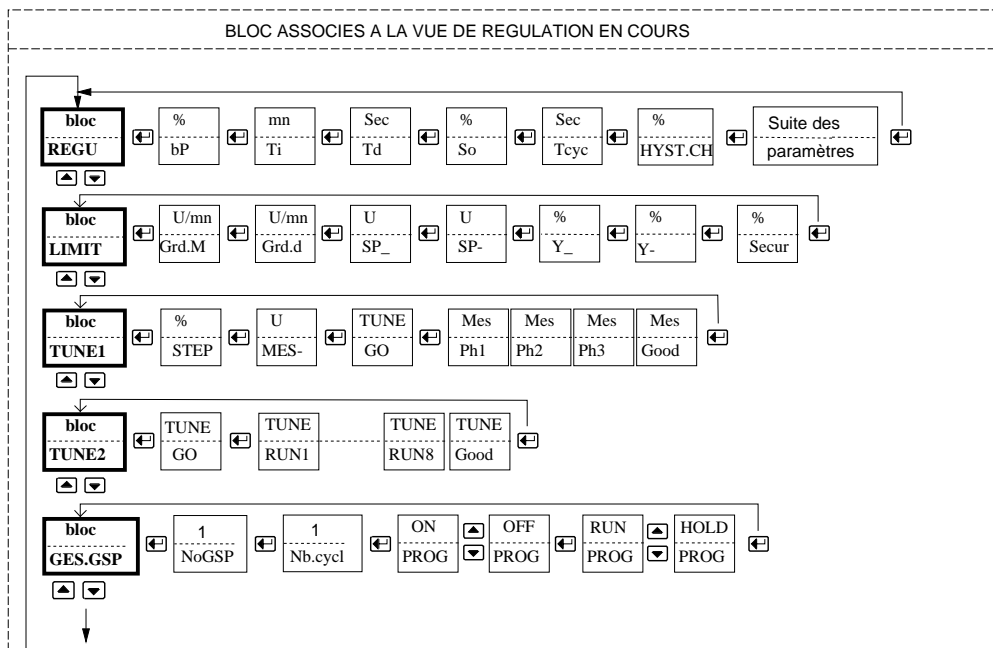 BLOC ASSOCIES A LA VUE DE REGULATION EN COURS
bloc % mn Sec % Sec % Suite des
REGU bP Ti Td So Tcyc HYST.CH paramètres
bloc U/mn U/mn U U % % %
LIMIT Grd.M Grd.d SP_ SP- Y_ Y- Secur
bloc % U TUNE Mes Mes Mes Mes
TUNE1 STEP MES- GO Ph1 Ph2 Ph3 Good
bloc TUNE TUNE TUNE TUNE
TUNE2 GO RUN1 RUN8 Good
bloc 1 1 ON OFF RUN HOLD
GES.GSP NoGSP Nb.cycl PROG PROG PROG PROG